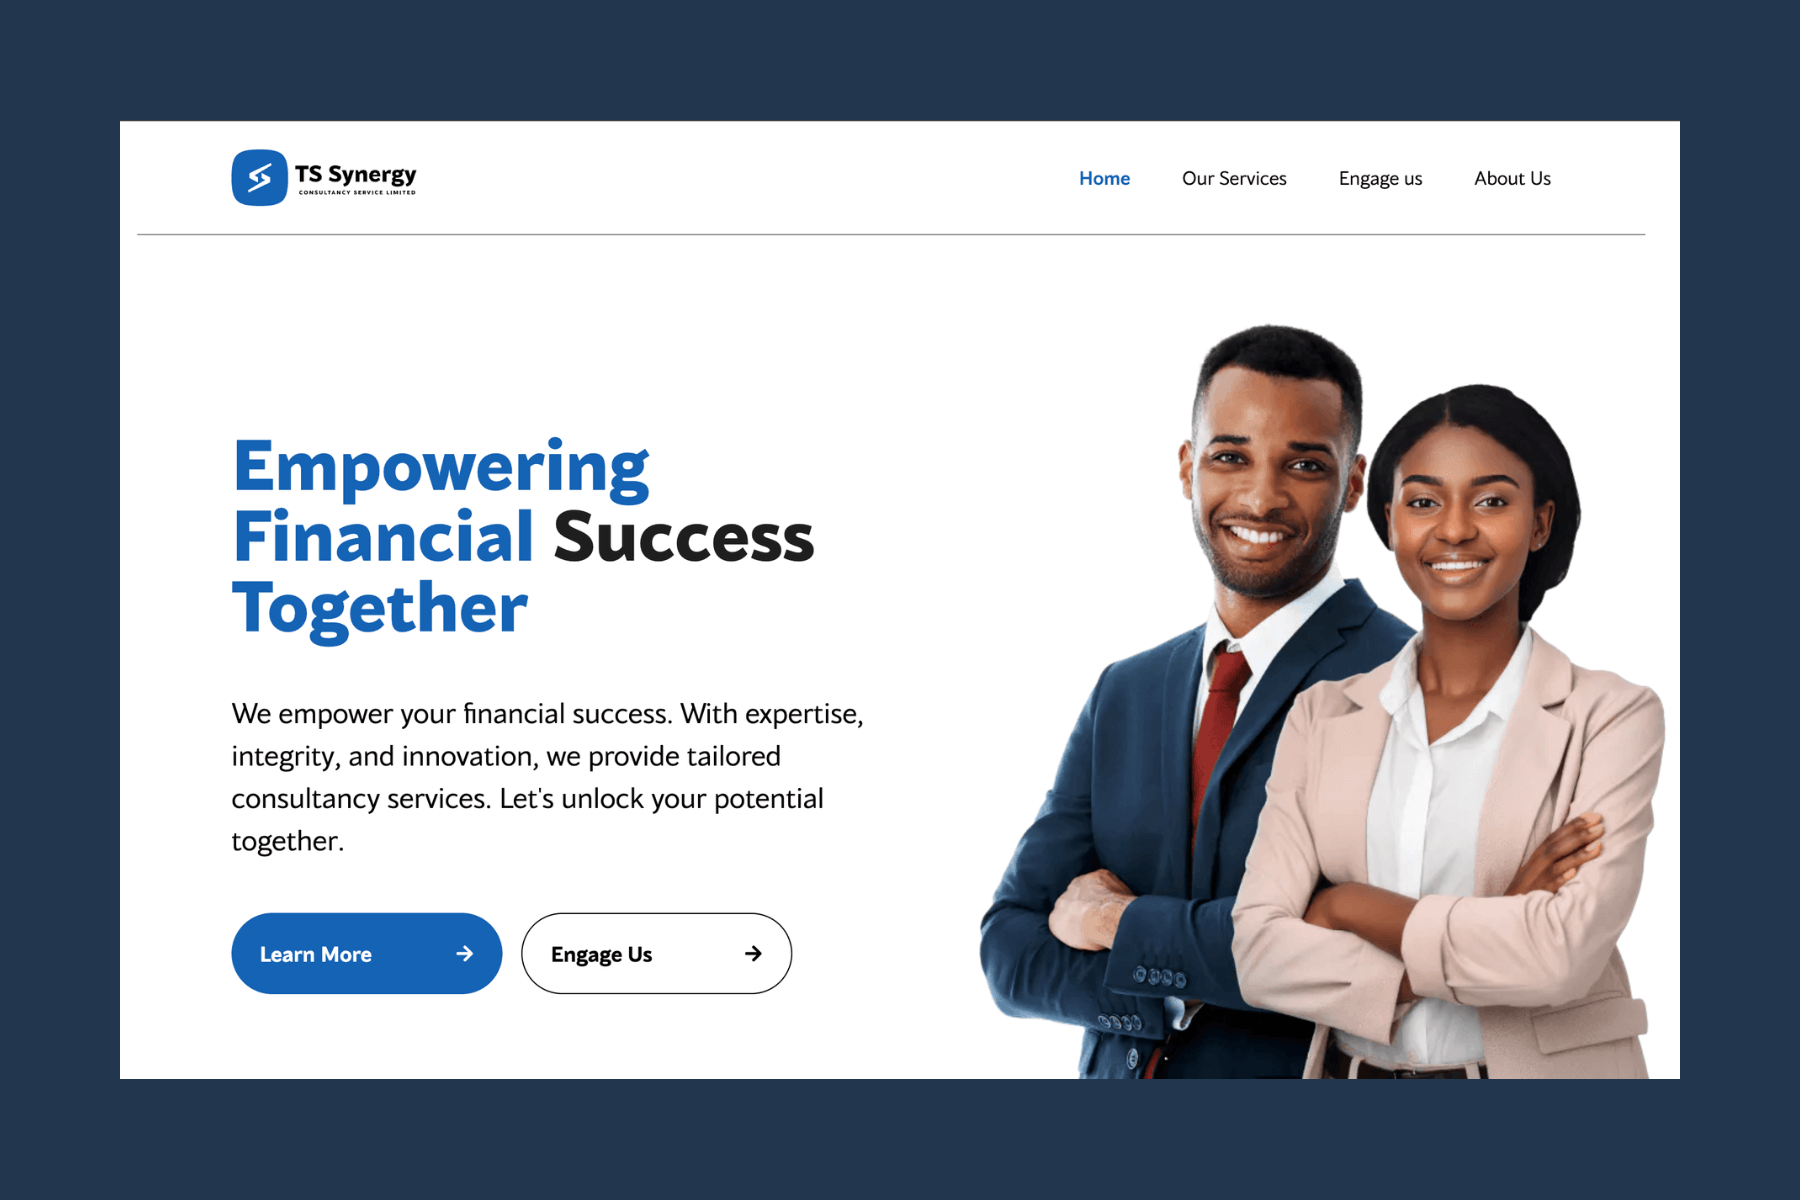 TS Synergy
CONSULTANCY SERVICE LIMITED
Home Our Services Engage us About Us
Empowering
Financial Success
Together
We empower your financial success. With expertise,
integrity, and innovation, we provide tailored
consultancy services. Let's unlock your potential
together.
Learn More → Engage Us →